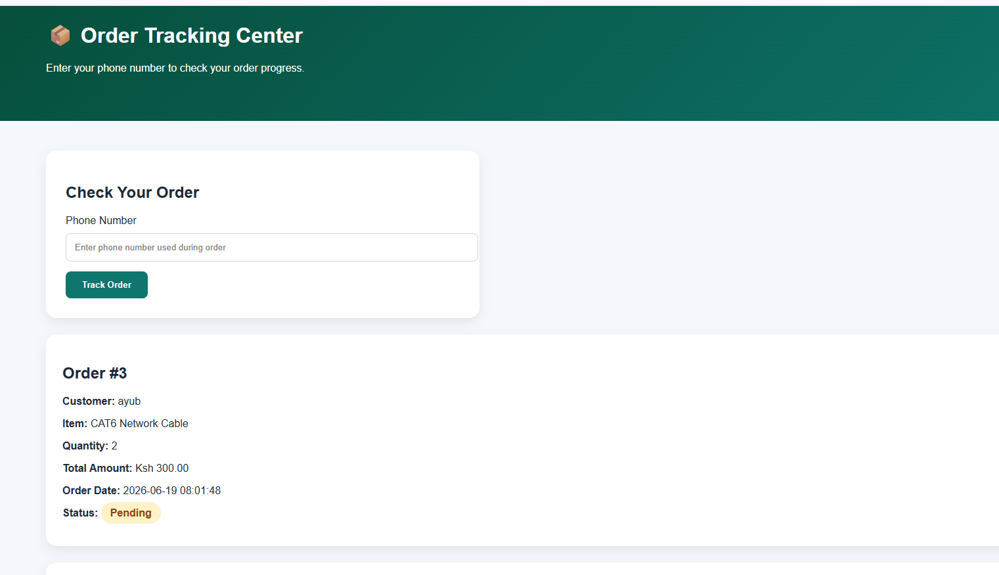 Order Tracking Center
Enter your phone number to check your order progress.
Check Your Order
Phone Number
Enter phone number used during order
Track Order
Order #3
Customer: ayub
Item: CAT6 Network Cable
Quantity: 2
Total Amount: Ksh 300.00
Order Date: 2026-06-19 08:01:48
Status: Pending